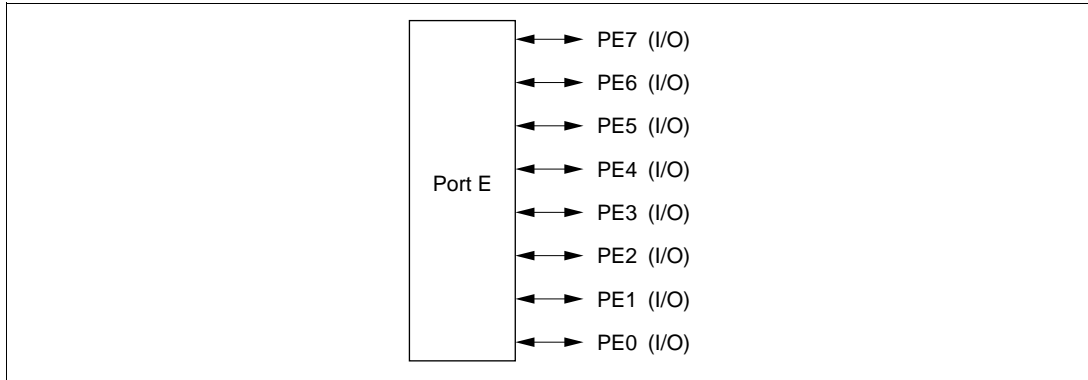 PE7 (I/O)
PE6 (I/O)
PE5 (I/O)
PE4 (I/O)
Port E
PE3 (I/O)
PE2 (I/O)
PE1 (I/O)
PE0 (I/O)